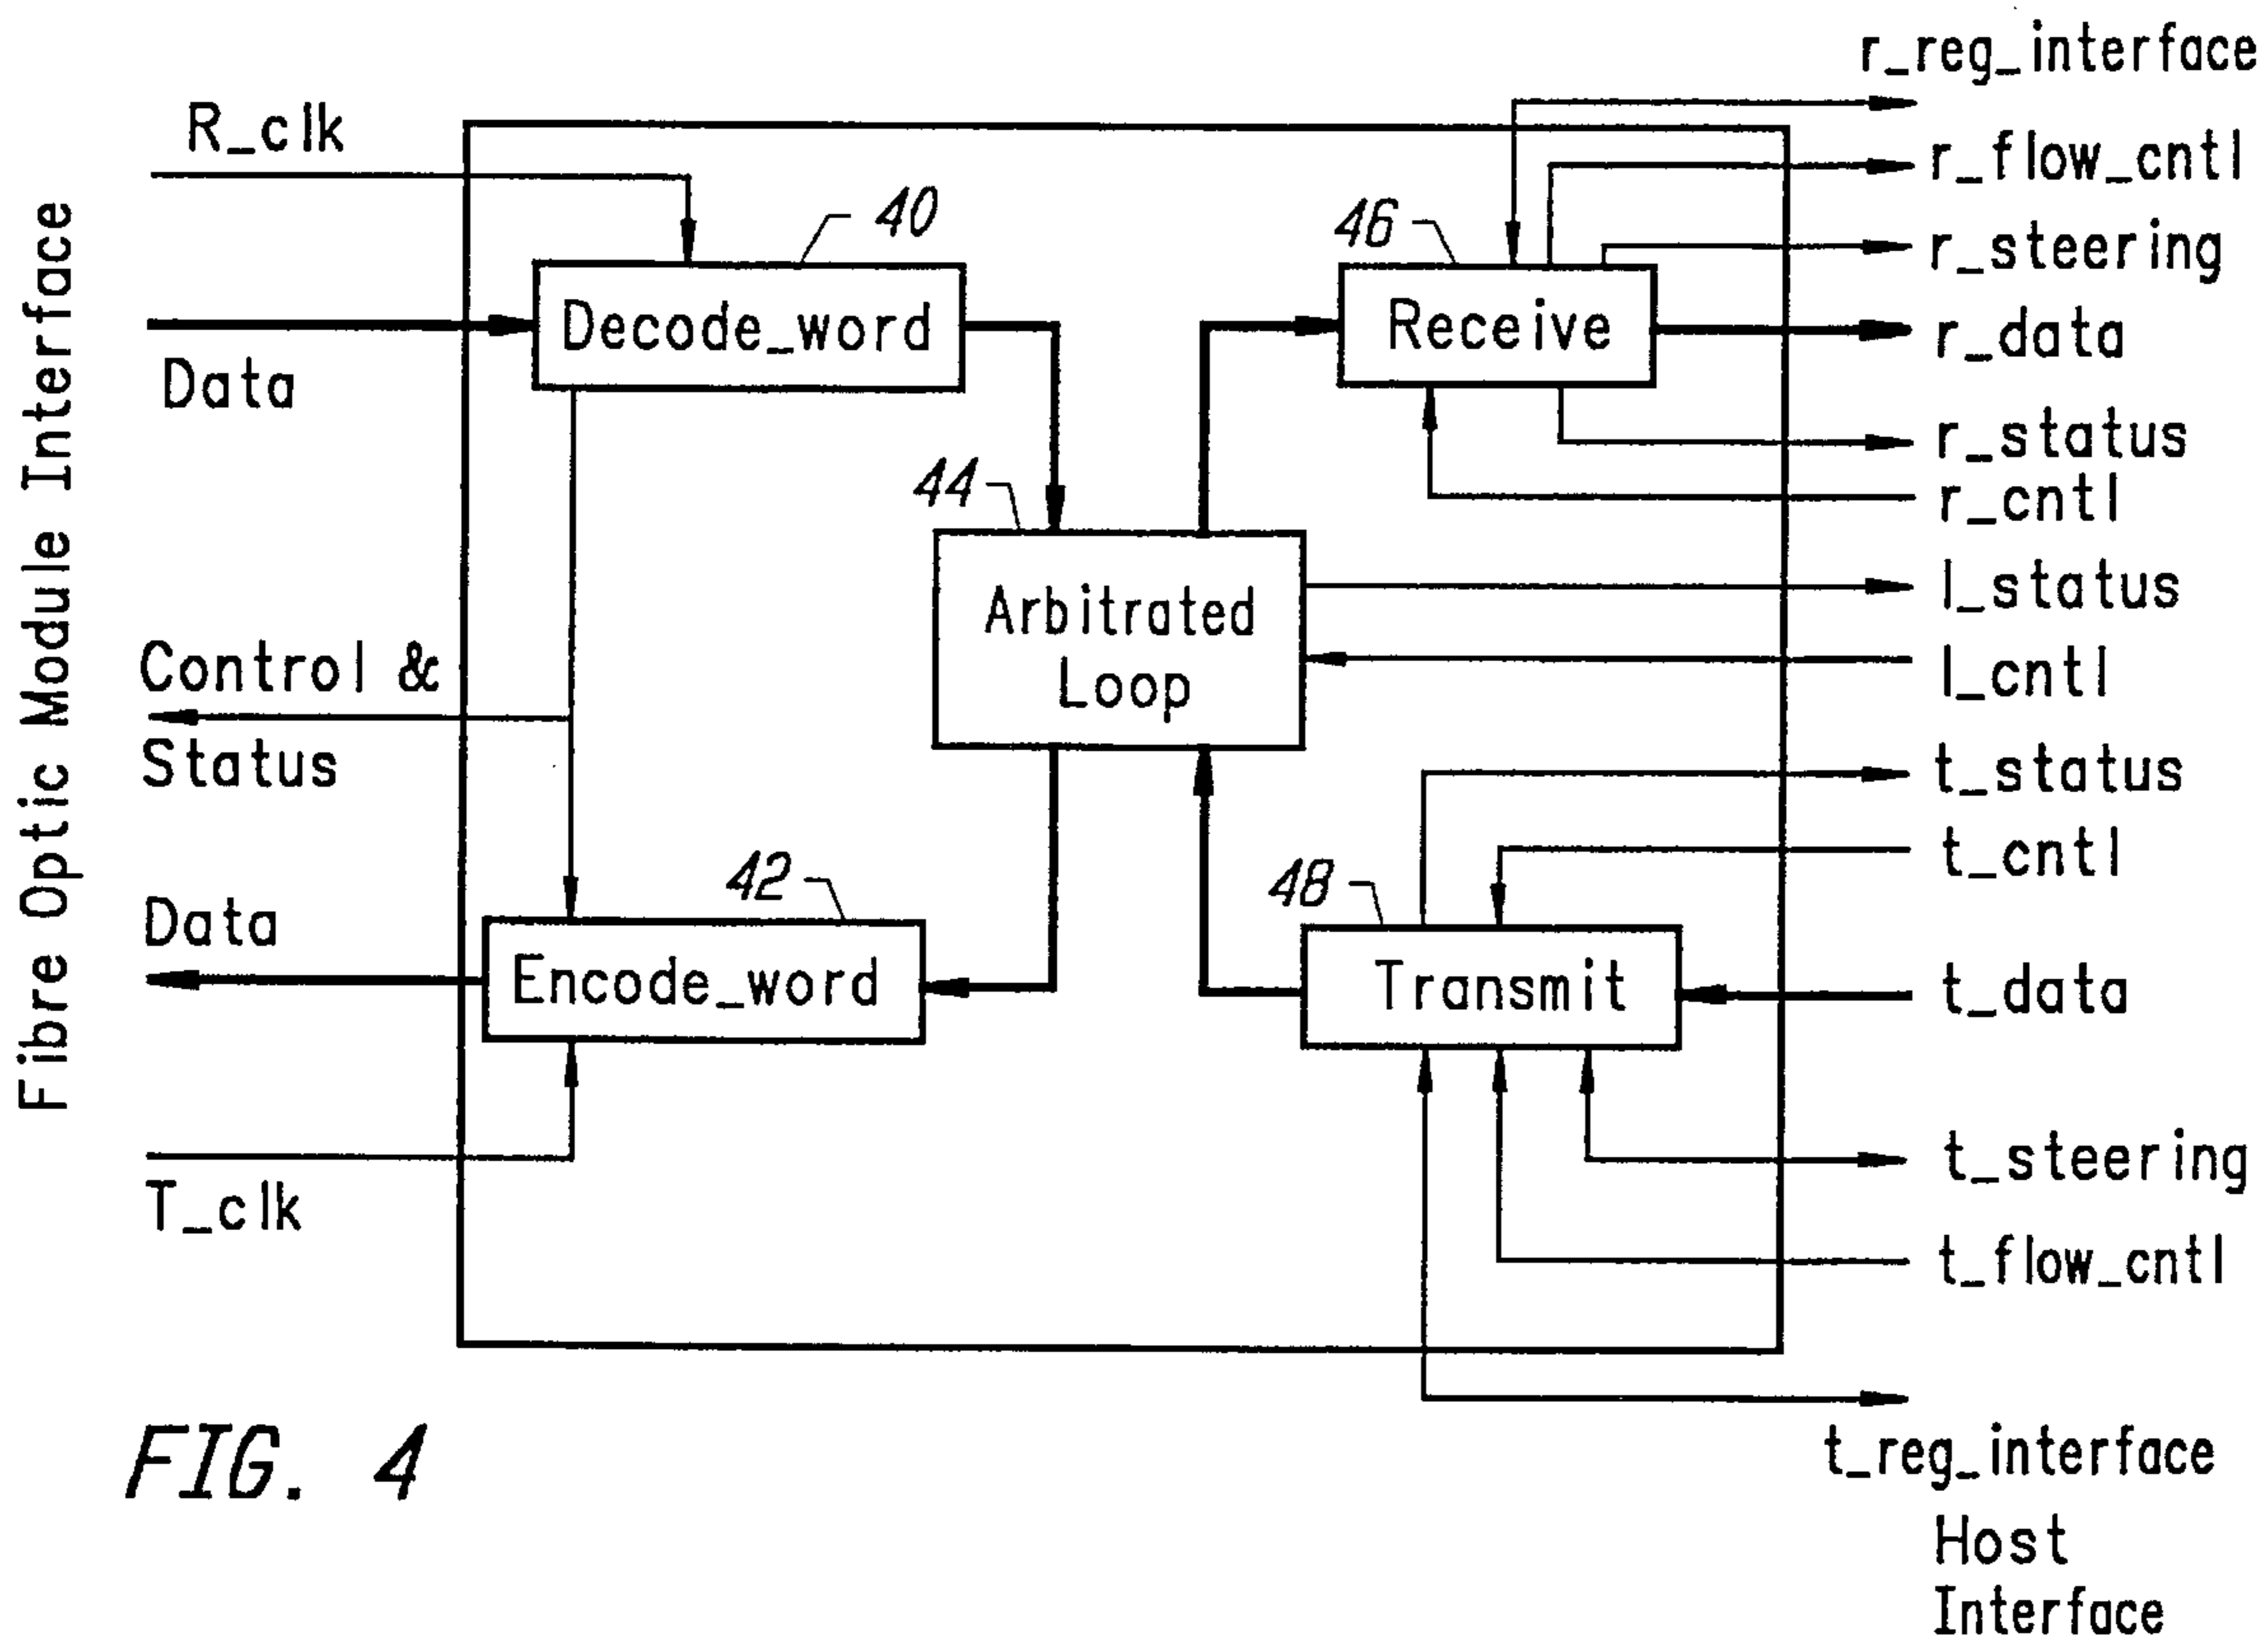 r_reg_interface
R_clk
r_flow_cntl
40
46
r_steering
Decode_word
Receive
r_data
Data
r_status
44
r_cntl
Fibre Optic Module Interface
Arbitrated
Loop
l_status
Control &
Status
l_cntl
t_status
t_cntl
42
48
Data
Encode_word
Transmit
t_data
t_steering
T_clk
t_flow_cntl
FIG. 4
t_reg_interface
Host
Interface